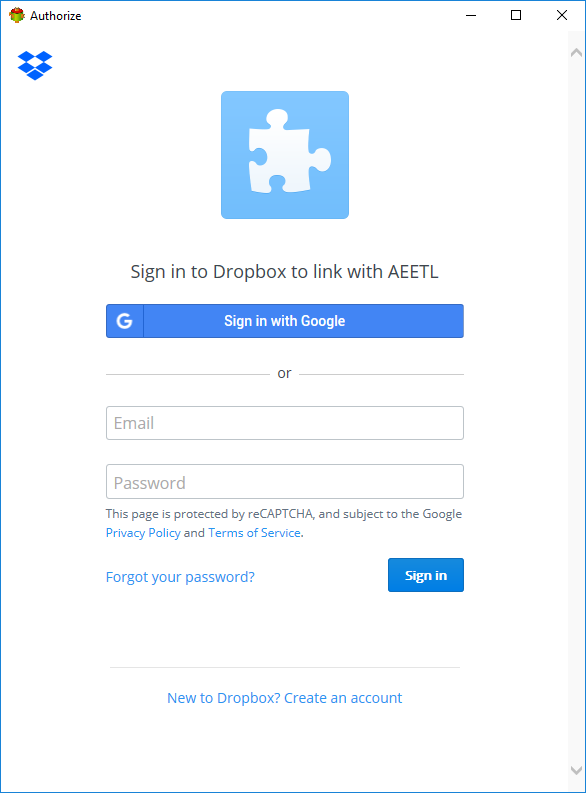 Authorize
Sign in to Dropbox to link with AEETL
G
Sign in with Google
or
Email
Password
This page is protected by reCAPTCHA, and subject to the Google
Privacy Policy and Terms of Service.
Forgot your password?
Sign in
New to Dropbox? Create an account